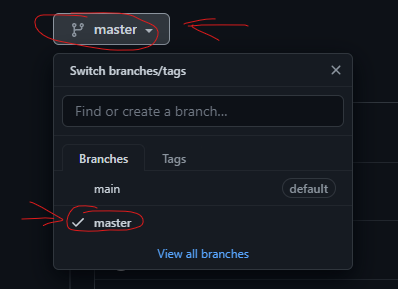 master
Switch branches/tags
Find or create a branch...
Branches Tags
main default
master
View all branches